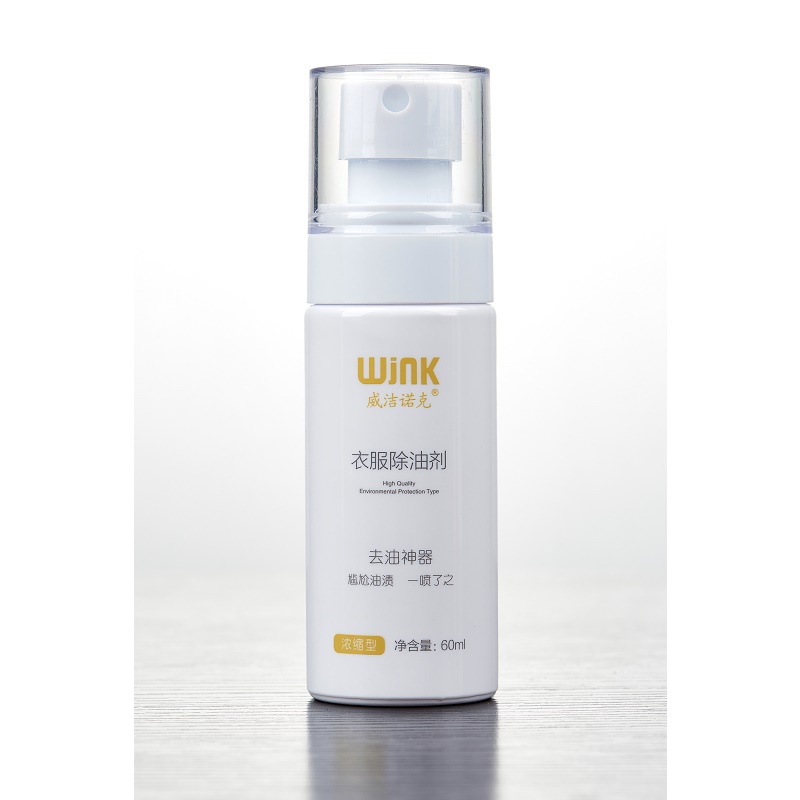 WjNK
威洁诺克®
衣服除油剂
High Quality
Environmental Protection Type
去油神器
尴尬油渍 一喷了之
浓缩型 净含量: 60ml